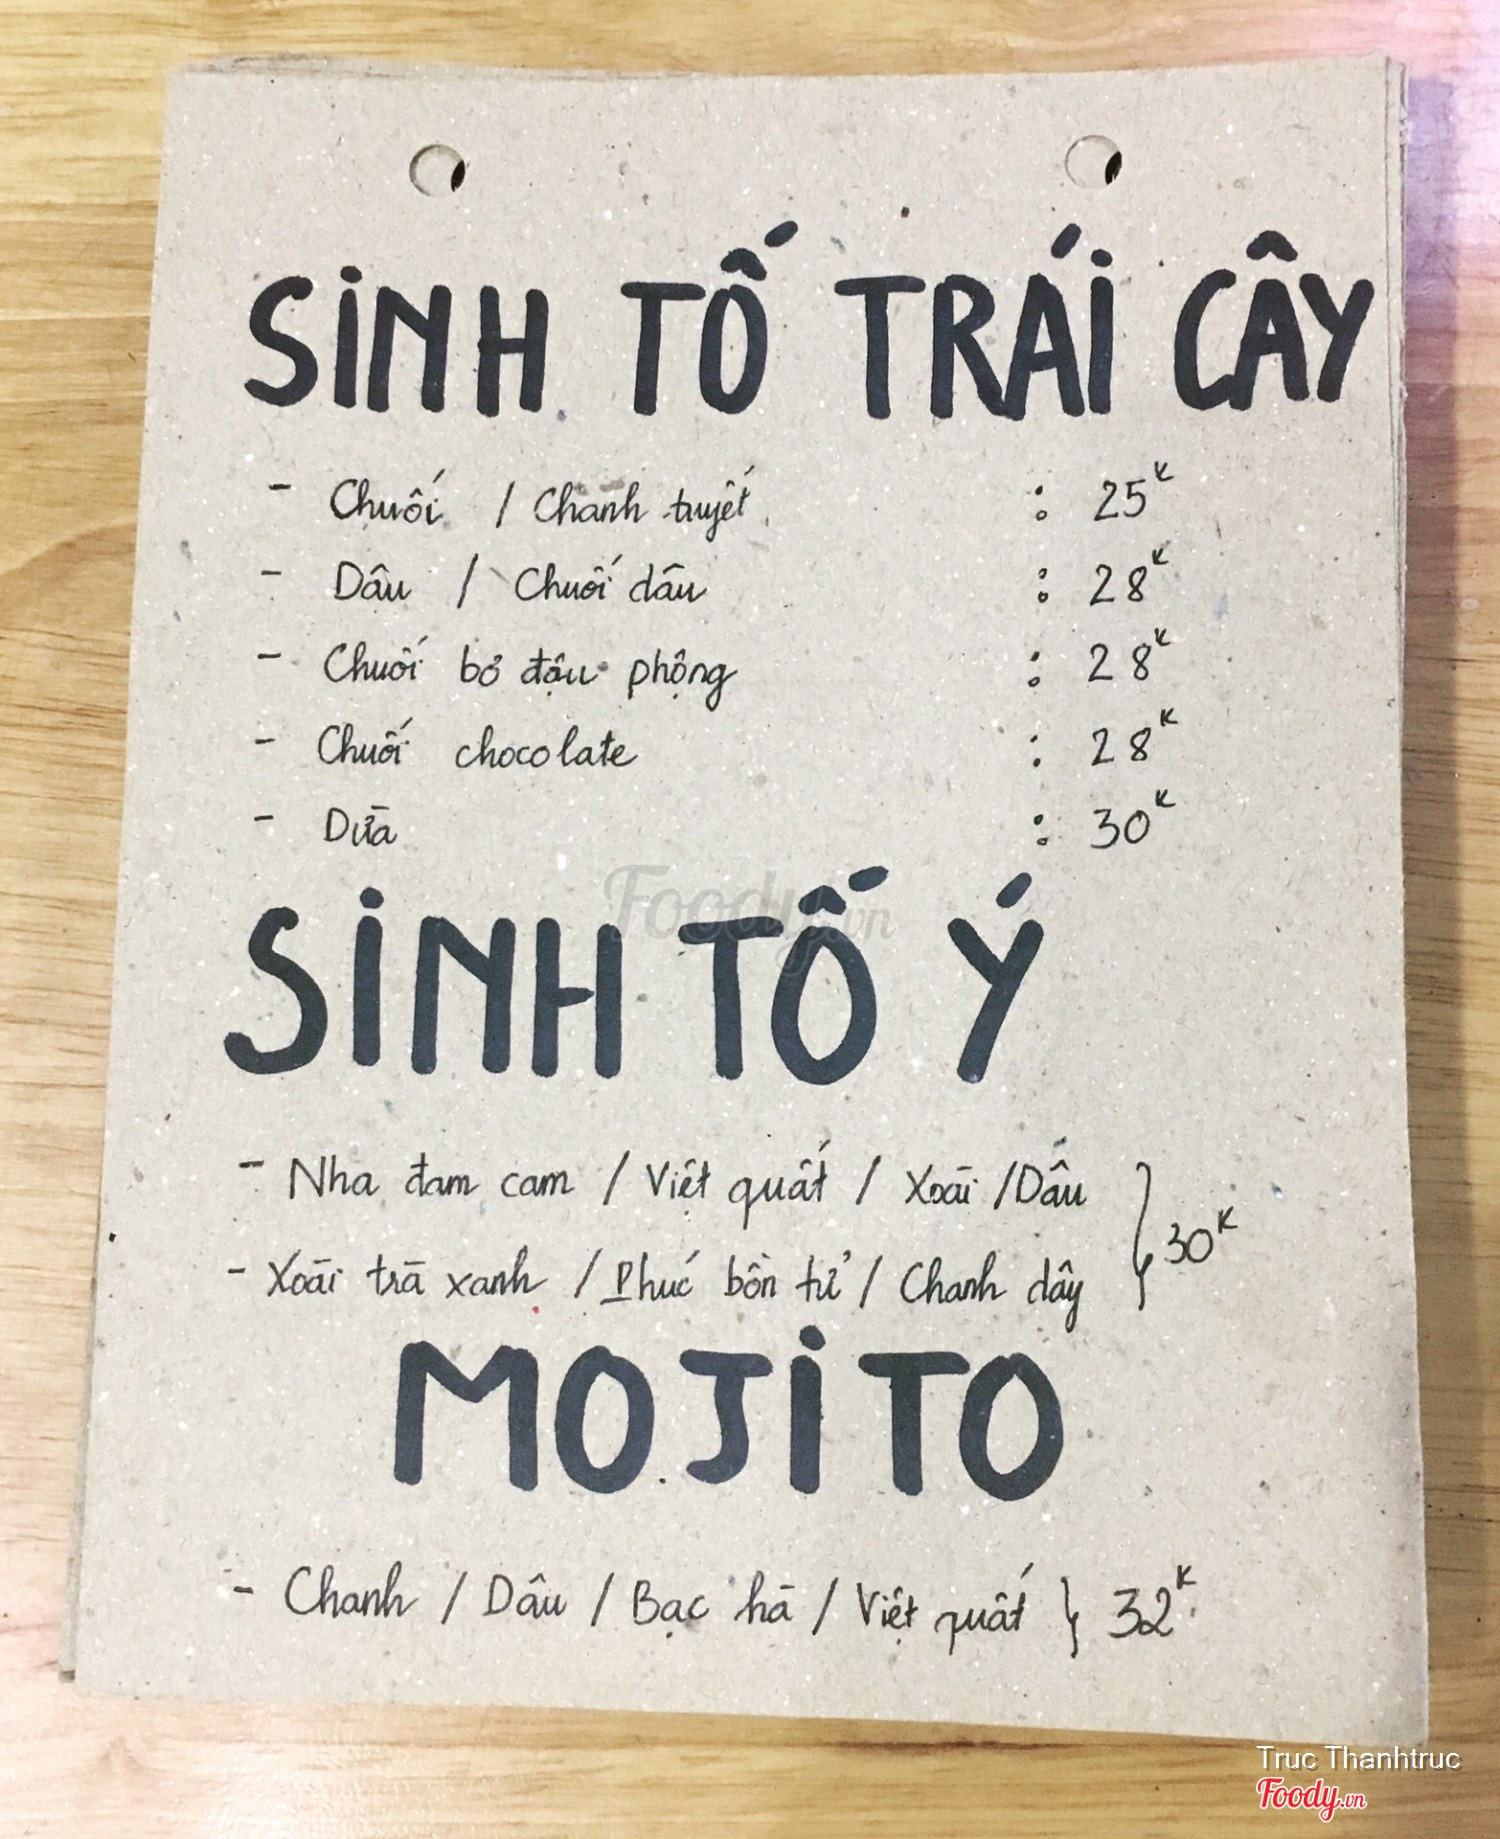 SINH TỐ TRÁI CÂY
- Chuối / Chanh tuyết : 25K
- Dâu / Chuối dâu : 28K
- Chuối bơ đậu phộng : 28K
- Chuối chocolate : 28K
- Dừa : 30K
Foody.vn
SINH TỐ Ý
- Nha đam cam / Việt quất / Xoài / Dâu
- Xoài trà xanh / Phúc bồn tử / Chanh dây } 30K
MOJITO
- Chanh / Dâu / Bạc hà / Việt quất } 32K
Truc Thanhtruc
Foody.vn